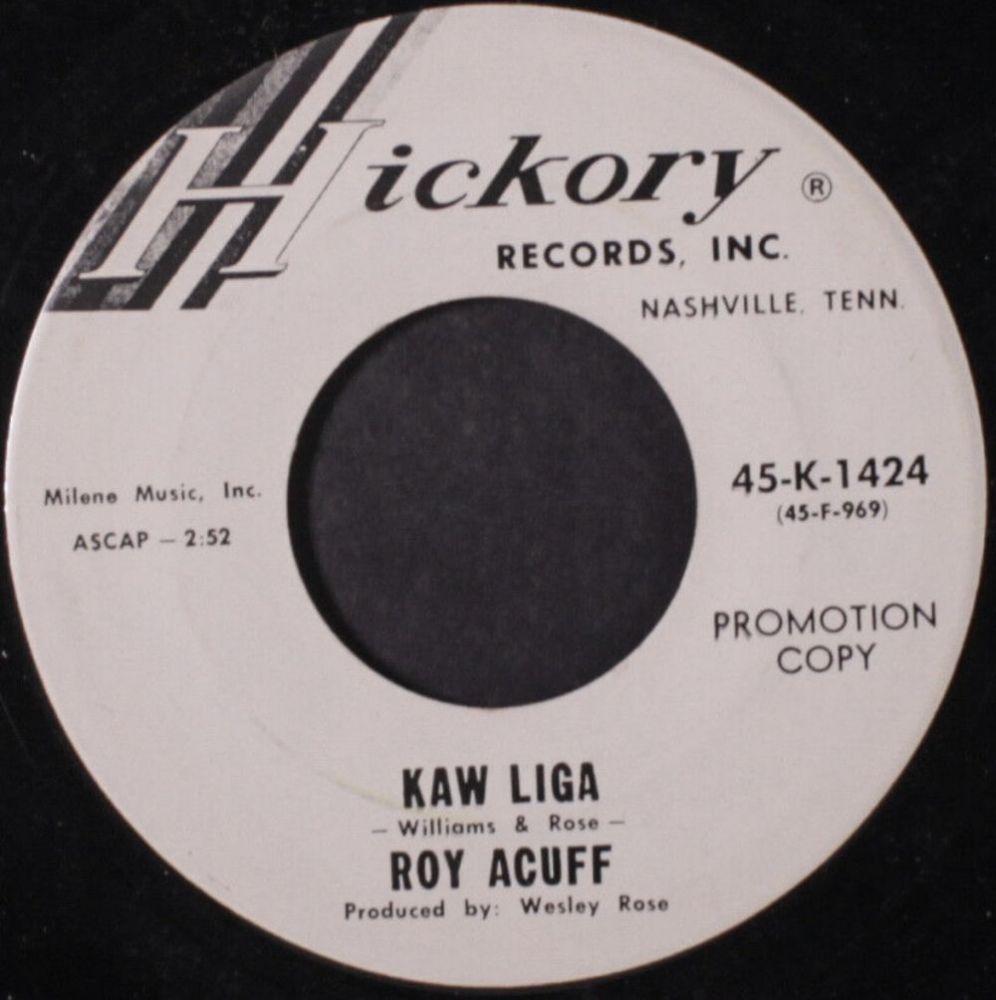 Hickory ®
RECORDS, INC.
NASHVILLE, TENN.
Milene Music, Inc.
ASCAP – 2:52
45-K-1424
(45-F-969)
PROMOTION
COPY
KAW LIGA
– Williams & Rose –
ROY ACUFF
Produced by: Wesley Rose